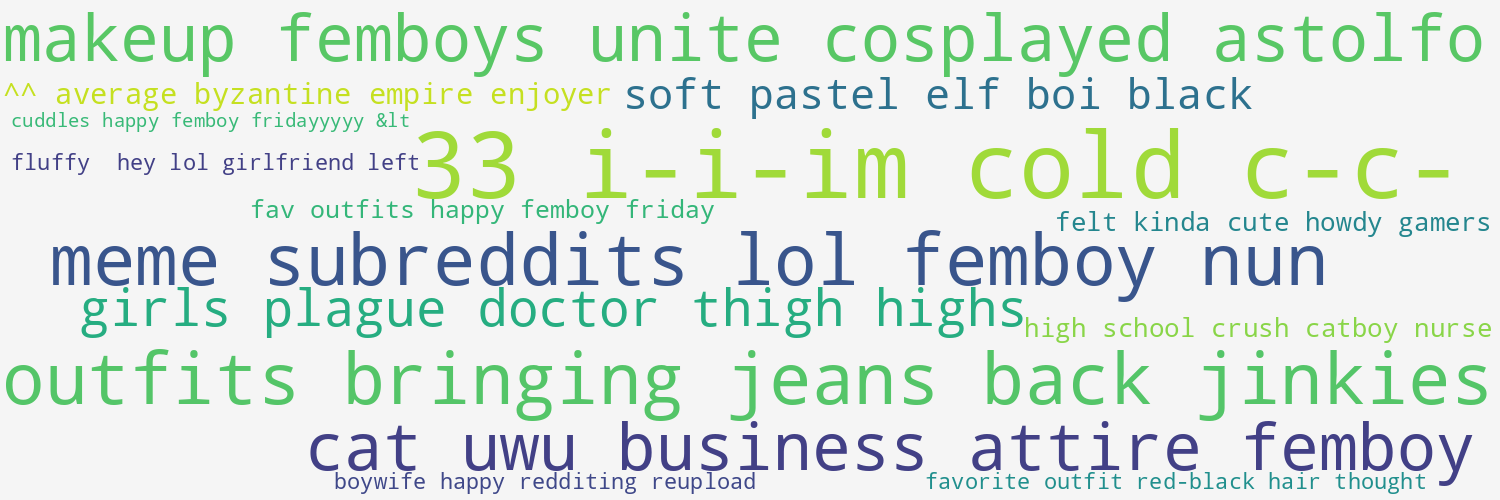 makeup femboys unite cosplayed astolfo
^^ average byzantine empire enjoyer
soft pastel elf boi black
cuddles happy femboy fridayyyyy &lt
33 i-i-im cold c-c-
fluffy  hey lol girlfriend left
fav outfits happy femboy friday
felt kinda cute howdy gamers
meme subreddits lol femboy nun
girls plague doctor thigh highs
high school crush catboy nurse
outfits bringing jeans back jinkies
cat uwu business attire femboy
boywife happy redditing reupload
favorite outfit red-black hair thought